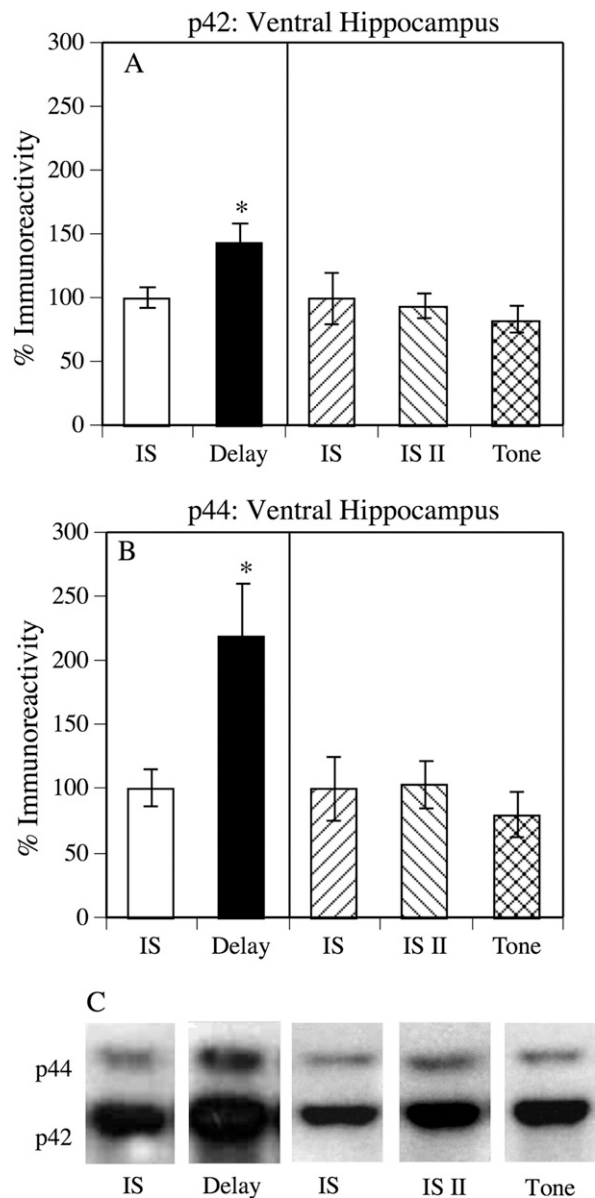 p42: Ventral Hippocampus
A
300
250
200
150
100
50
0
% Immunoreactivity
*
IS Delay IS IS II Tone
p44: Ventral Hippocampus
B
300
250
200
150
100
50
0
% Immunoreactivity
*
IS Delay IS IS II Tone
C
p44
p42
IS Delay IS IS II Tone